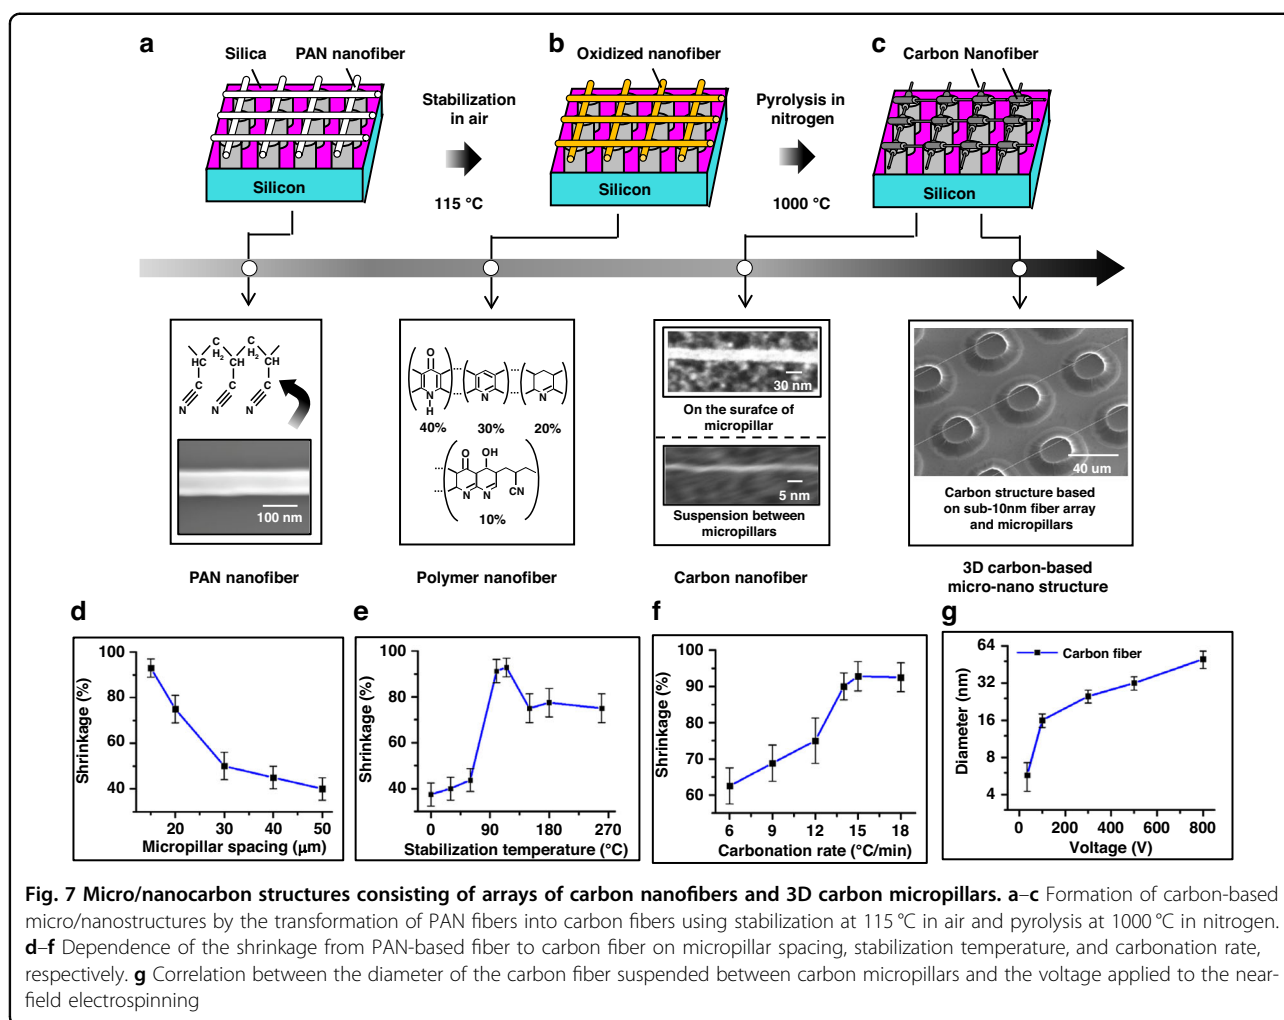 a
Silica
PAN nanofiber
Silicon
Stabilization
in air
115 °C
b
Oxidized nanofiber
Silicon
Pyrolysis in
nitrogen
1000 °C
c
Carbon Nanofiber
Silicon
C
H₂
C
H₂
HC
CH
CH
C
C
C
N
N
N
100 nm
PAN nanofiber
O
N
H
N
N
40%
30%
20%
O
OH
N
N
CN
10%
Polymer nanofiber
30 nm
On the surafce of
micropillar
5 nm
Suspension between
micropillars
Carbon nanofiber
40 um
Carbon structure based
on sub-10nm fiber array
and micropillars
3D carbon-based
micro-nano structure
d
Shrinkage (%)
100
80
60
40
20
30
40
50
Micropillar spacing (μm)
e
Shrinkage (%)
100
80
60
40
0
90
180
270
Stabilization temperature (°C)
f
Shrinkage (%)
100
90
80
70
60
6
9
12
15
18
Carbonation rate (°C/min)
g
Diameter (nm)
64
32
16
8
4
Carbon fiber
0
200
400
600
800
Voltage (V)
Fig. 7 Micro/nanocarbon structures consisting of arrays of carbon nanofibers and 3D carbon micropillars. a–c Formation of carbon-based
micro/nanostructures by the transformation of PAN fibers into carbon fibers using stabilization at 115 °C in air and pyrolysis at 1000 °C in nitrogen.
d–f Dependence of the shrinkage from PAN-based fiber to carbon fiber on micropillar spacing, stabilization temperature, and carbonation rate,
respectively. g Correlation between the diameter of the carbon fiber suspended between carbon micropillars and the voltage applied to the near-
field electrospinning